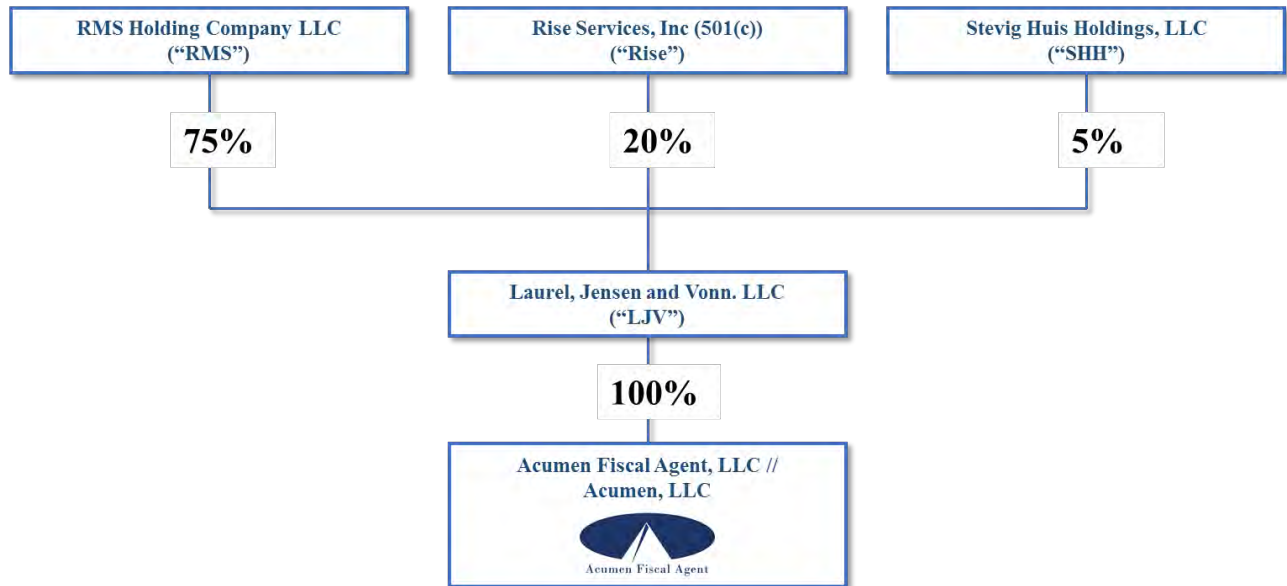 RMS Holding Company LLC
(“RMS”)
Rise Services, Inc (501(c))
(“Rise”)
Stevig Huis Holdings, LLC
(“SHH”)
75%
20%
5%
Laurel, Jensen and Vonn. LLC
(“LJV”)
100%
Acumen Fiscal Agent, LLC //
Acumen, LLC
Acumen Fiscal Agent